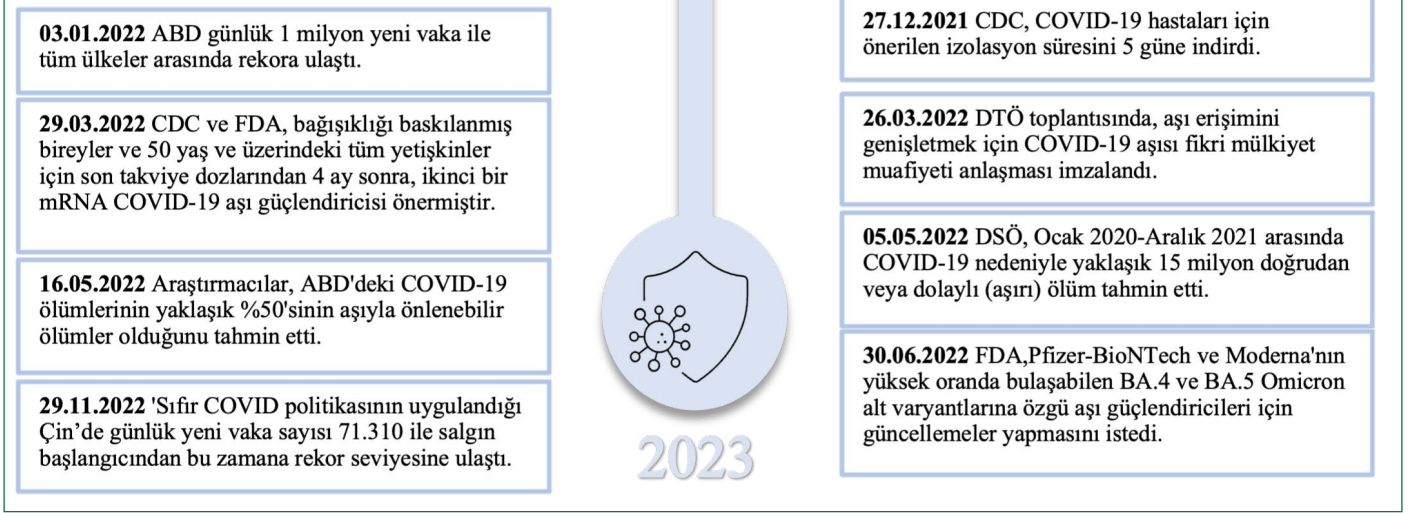 03.01.2022 ABD günlük 1 milyon yeni vaka ile
tüm ülkeler arasında rekora ulaştı.
29.03.2022 CDC ve FDA, bağışıklığı baskılanmış
bireyler ve 50 yaş ve üzerindeki tüm yetişkinler
için son takviye dozlarından 4 ay sonra, ikinci bir
mRNA COVID-19 aşı güçlendiricisi önermiştir.
16.05.2022 Araştırmacılar, ABD'deki COVID-19
ölümlerinin yaklaşık %50'sinin aşıyla önlenebilir
ölümler olduğunu tahmin etti.
29.11.2022 'Sıfır COVID politikasının uygulandığı
Çin’de günlük yeni vaka sayısı 71.310 ile salgın
başlangıcından bu zamana rekor seviyesine ulaştı.
2023
27.12.2021 CDC, COVID-19 hastaları için
önerilen izolasyon süresini 5 güne indirdi.
26.03.2022 DTÖ toplantısında, aşı erişimini
genişletmek için COVID-19 aşısı fikri mülkiyet
muafiyeti anlaşması imzalandı.
05.05.2022 DSÖ, Ocak 2020-Aralık 2021 arasında
COVID-19 nedeniyle yaklaşık 15 milyon doğrudan
veya dolaylı (aşırı) ölüm tahmin etti.
30.06.2022 FDA,Pfizer-BioNTech ve Moderna'nın
yüksek oranda bulaşabilen BA.4 ve BA.5 Omicron
alt varyantlarına özgü aşı güçlendiricileri için
güncellemeler yapmasını istedi.